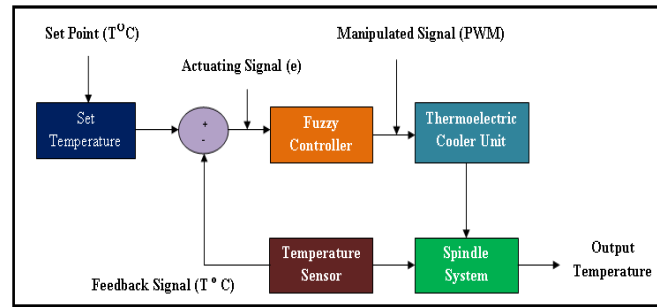 Set Point (T⁰C)
Manipulated Signal (PWM)
Actuating Signal (e)
Set
Temperature
+
-
Fuzzy
Controller
Thermoelectric
Cooler Unit
Feedback Signal (T° C)
Temperature
Sensor
Spindle
System
Output
Temperature